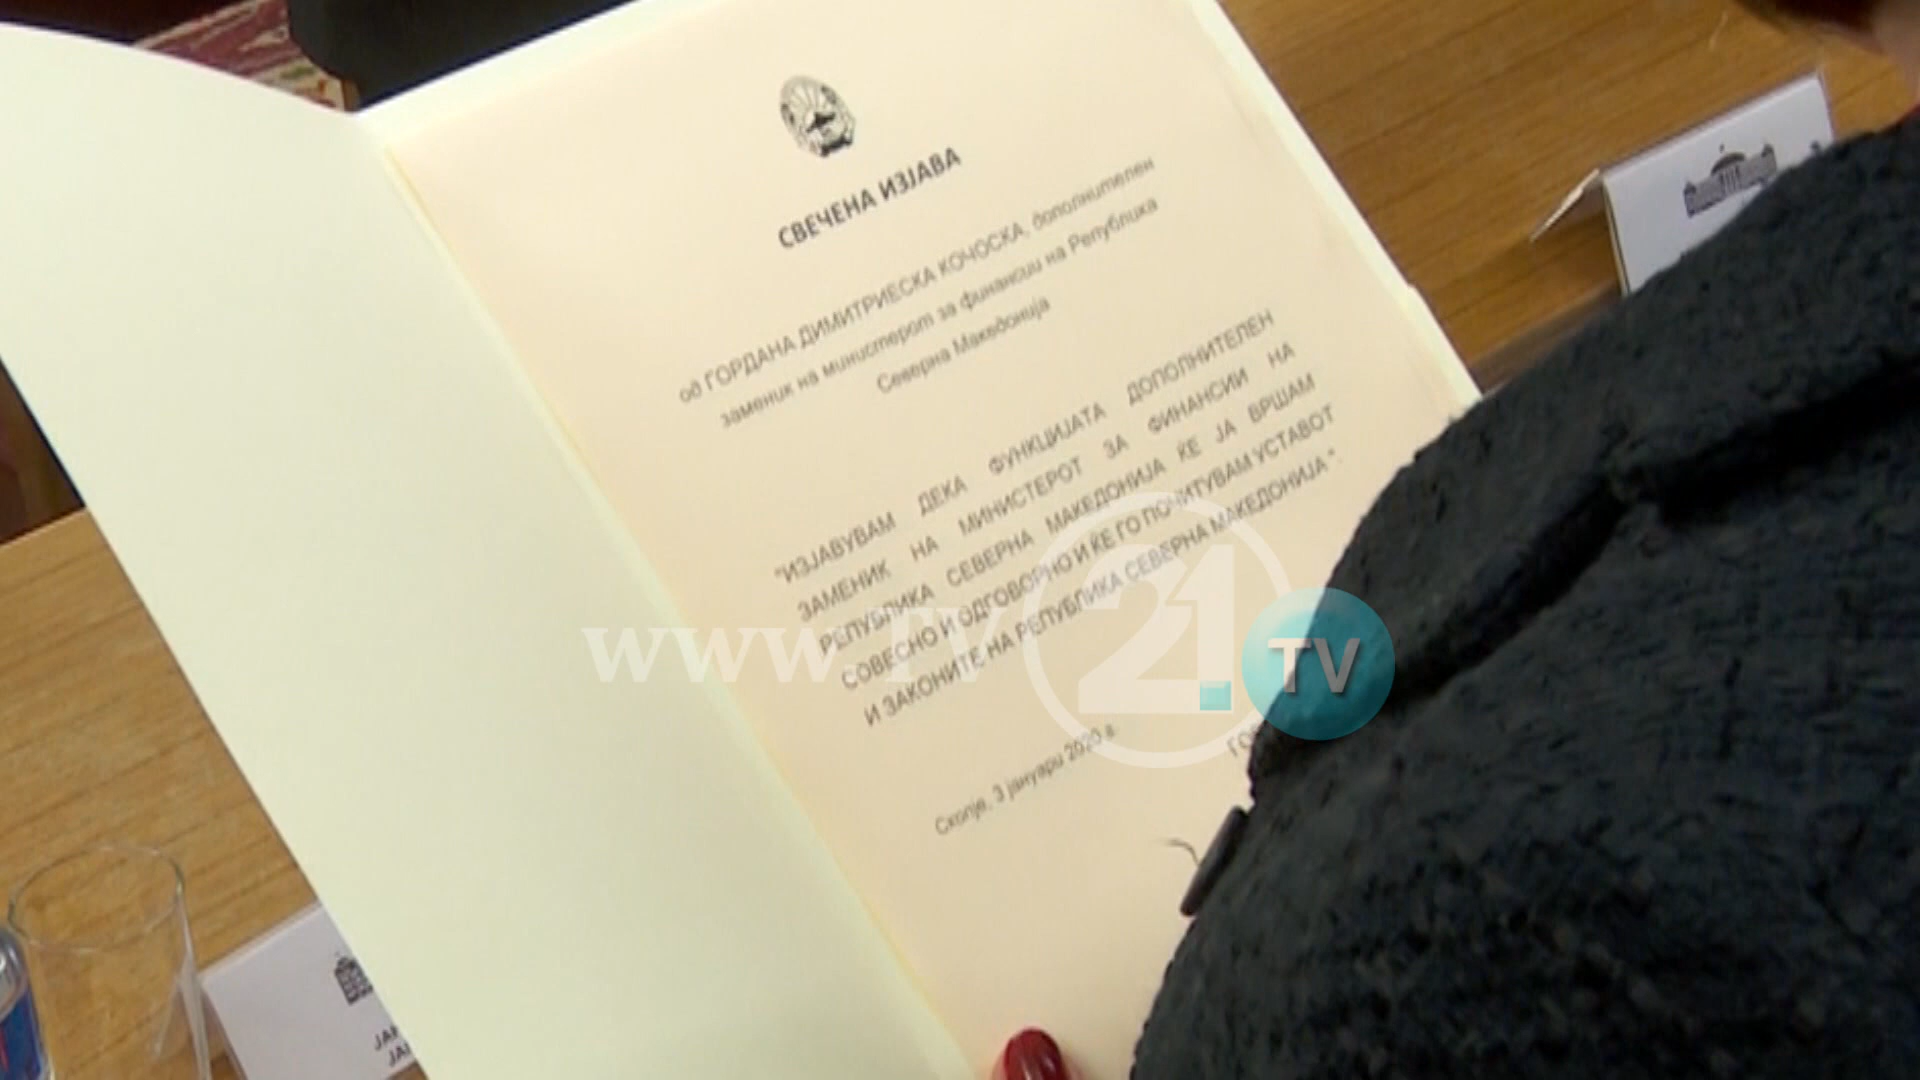 СВЕЧЕНА ИЗЈАВА
од ГОРДАНА ДИМИТРИЕСКА КОЧОСКА, дополнителен
заменик на министерот за финансии на Република
Северна Македонија
"ИЗЈАВУВАМ ДЕКА ФУНКЦИЈАТА ДОПОЛНИТЕЛЕН
ЗАМЕНИК НА МИНИСТЕРОТ ЗА ФИНАНСИИ НА
РЕПУБЛИКА СЕВЕРНА МАКЕДОНИЈА ЌЕ ЈА ВРШАМ
СОВЕСНО И ОДГОВОРНО И ЌЕ ГО ПОЧИТУВАМ УСТАВОТ
И ЗАКОНИТЕ НА РЕПУБЛИКА СЕВЕРНА МАКЕДОНИЈА".
Скопје, 3 јануари 2020 г.
www.TV 21 TV